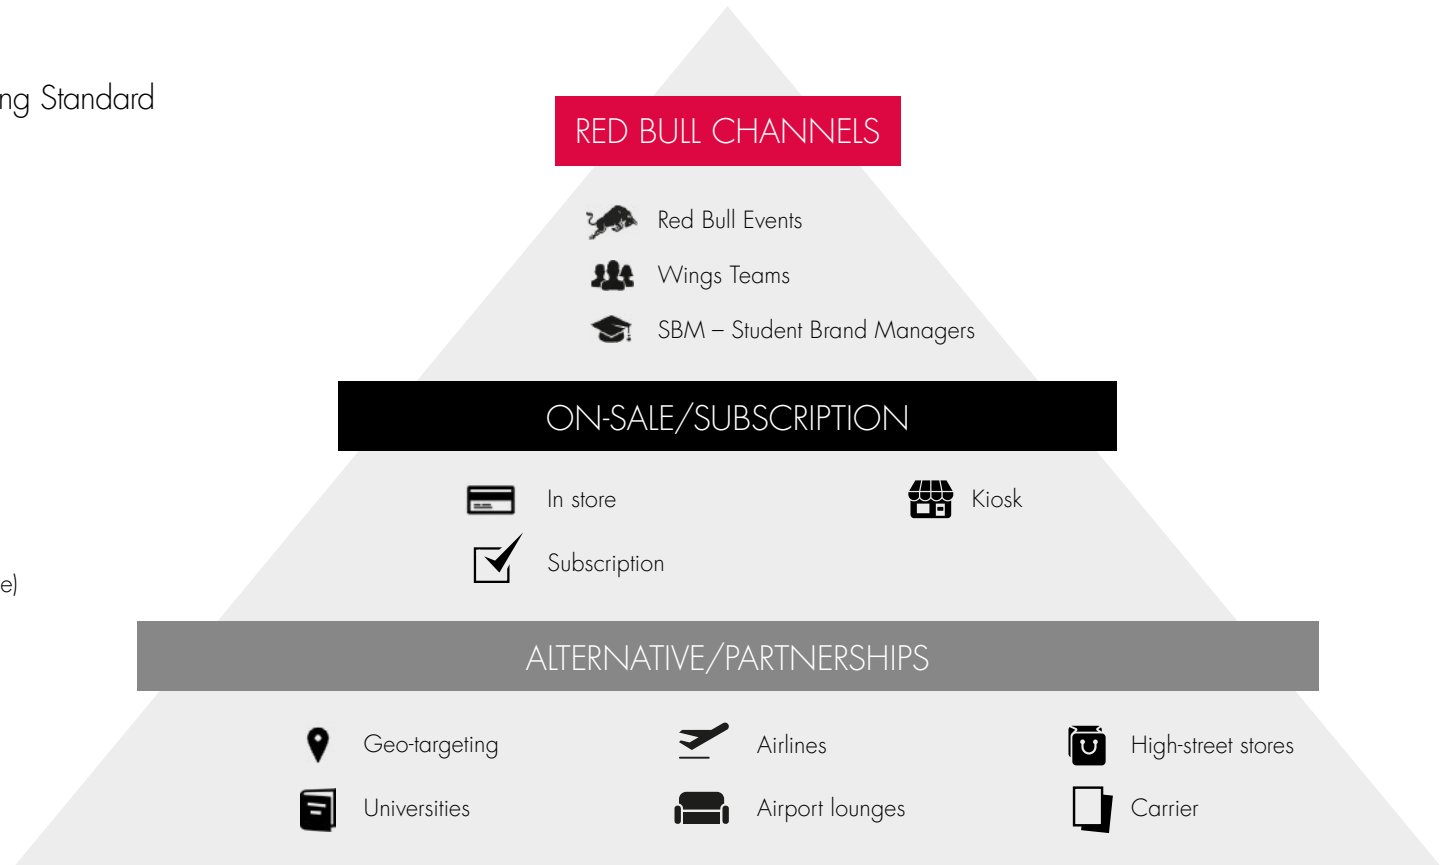 ng Standard
RED BULL CHANNELS
Red Bull Events
Wings Teams
SBM – Student Brand Managers
ON-SALE/SUBSCRIPTION
In store
Kiosk
Subscription
e)
ALTERNATIVE/PARTNERSHIPS
Geo-targeting
Airlines
High-street stores
Universities
Airport lounges
Carrier